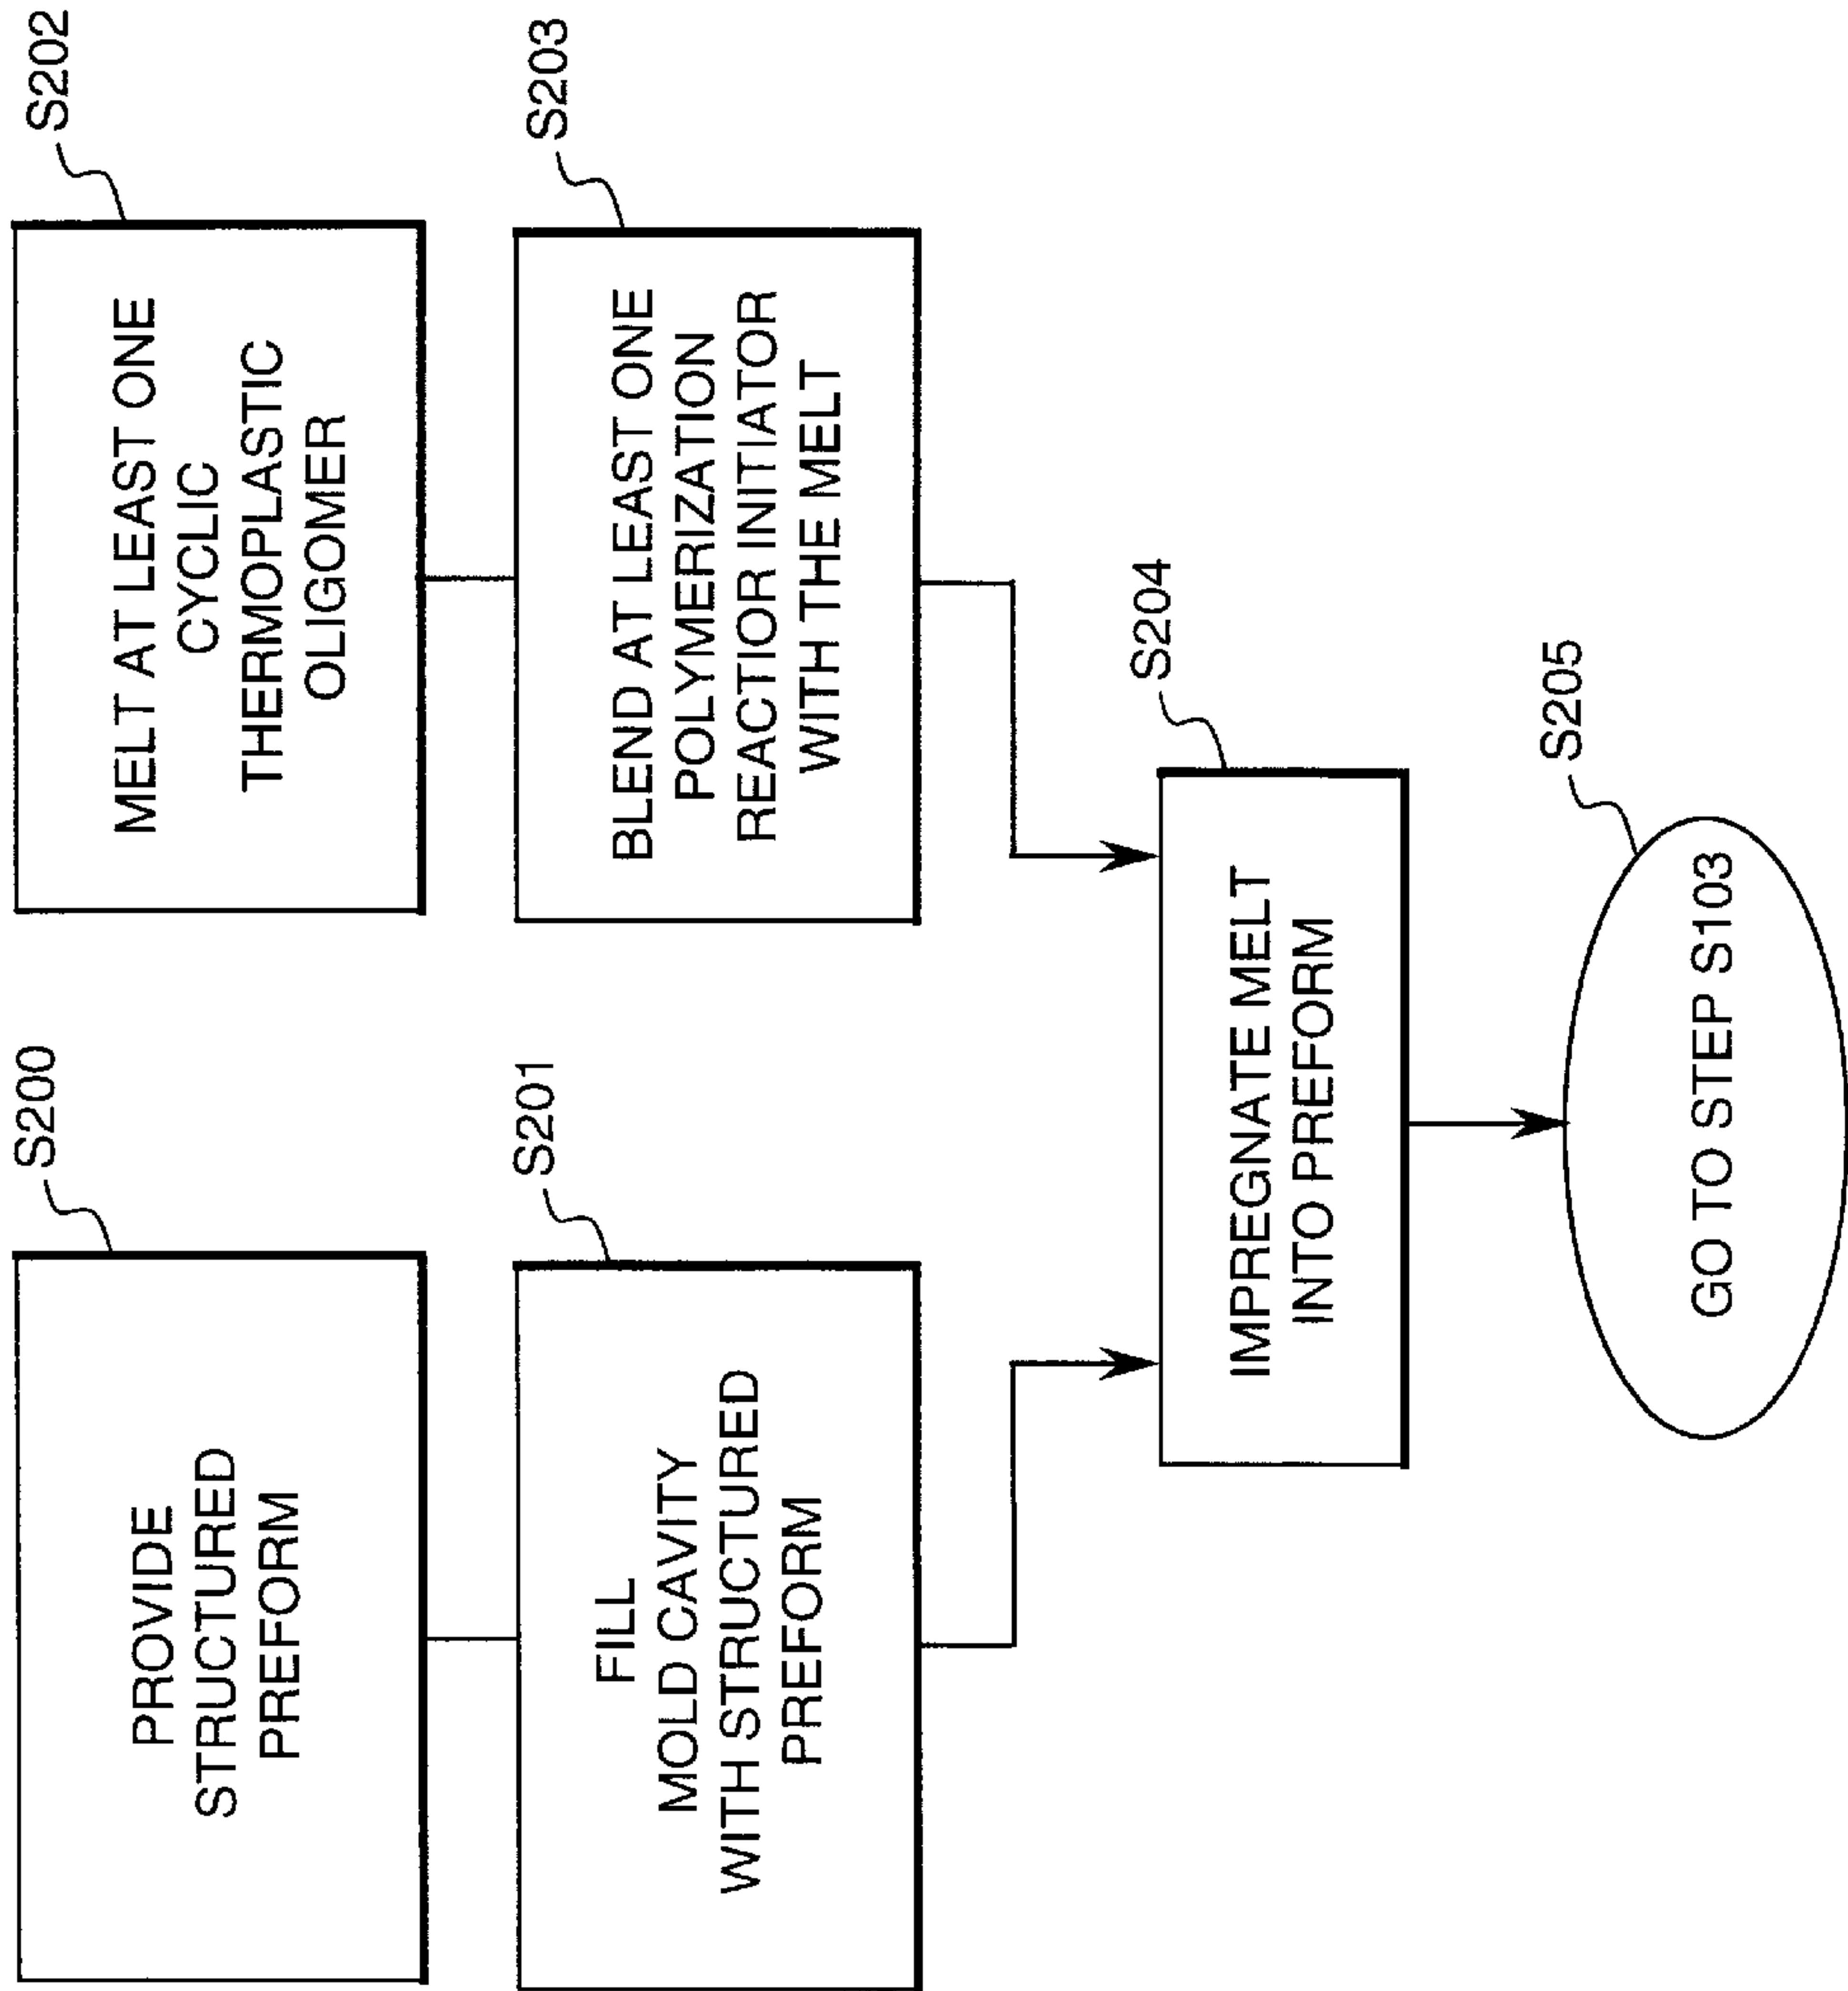 S200
PROVIDE
STRUCTURED
PREFORM
S201
FILL
MOLD CAVITY
WITH STRUCTURED
PREFORM
S202
MELT AT LEAST ONE
CYCLIC
THERMOPLASTIC
OLIGOMER
S203
BLEND AT LEAST ONE
POLYMERIZATION
REACTIOR INITIATOR
WITH THE MELT
S204
IMPREGNATE MELT
INTO PREFORM
S205
GO TO STEP S103